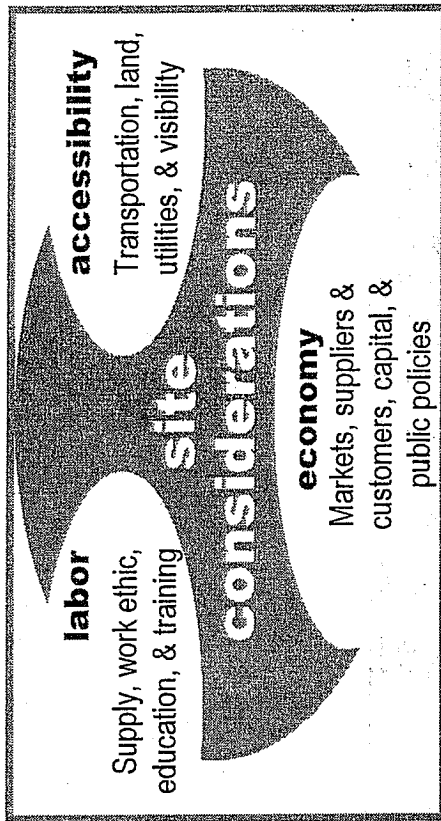 labor
Supply, work ethic,
education, & training
accessibility
Transportation, land,
utilities, & visibility
site
considerations
economy
Markets, suppliers &
customers, capital, &
public policies